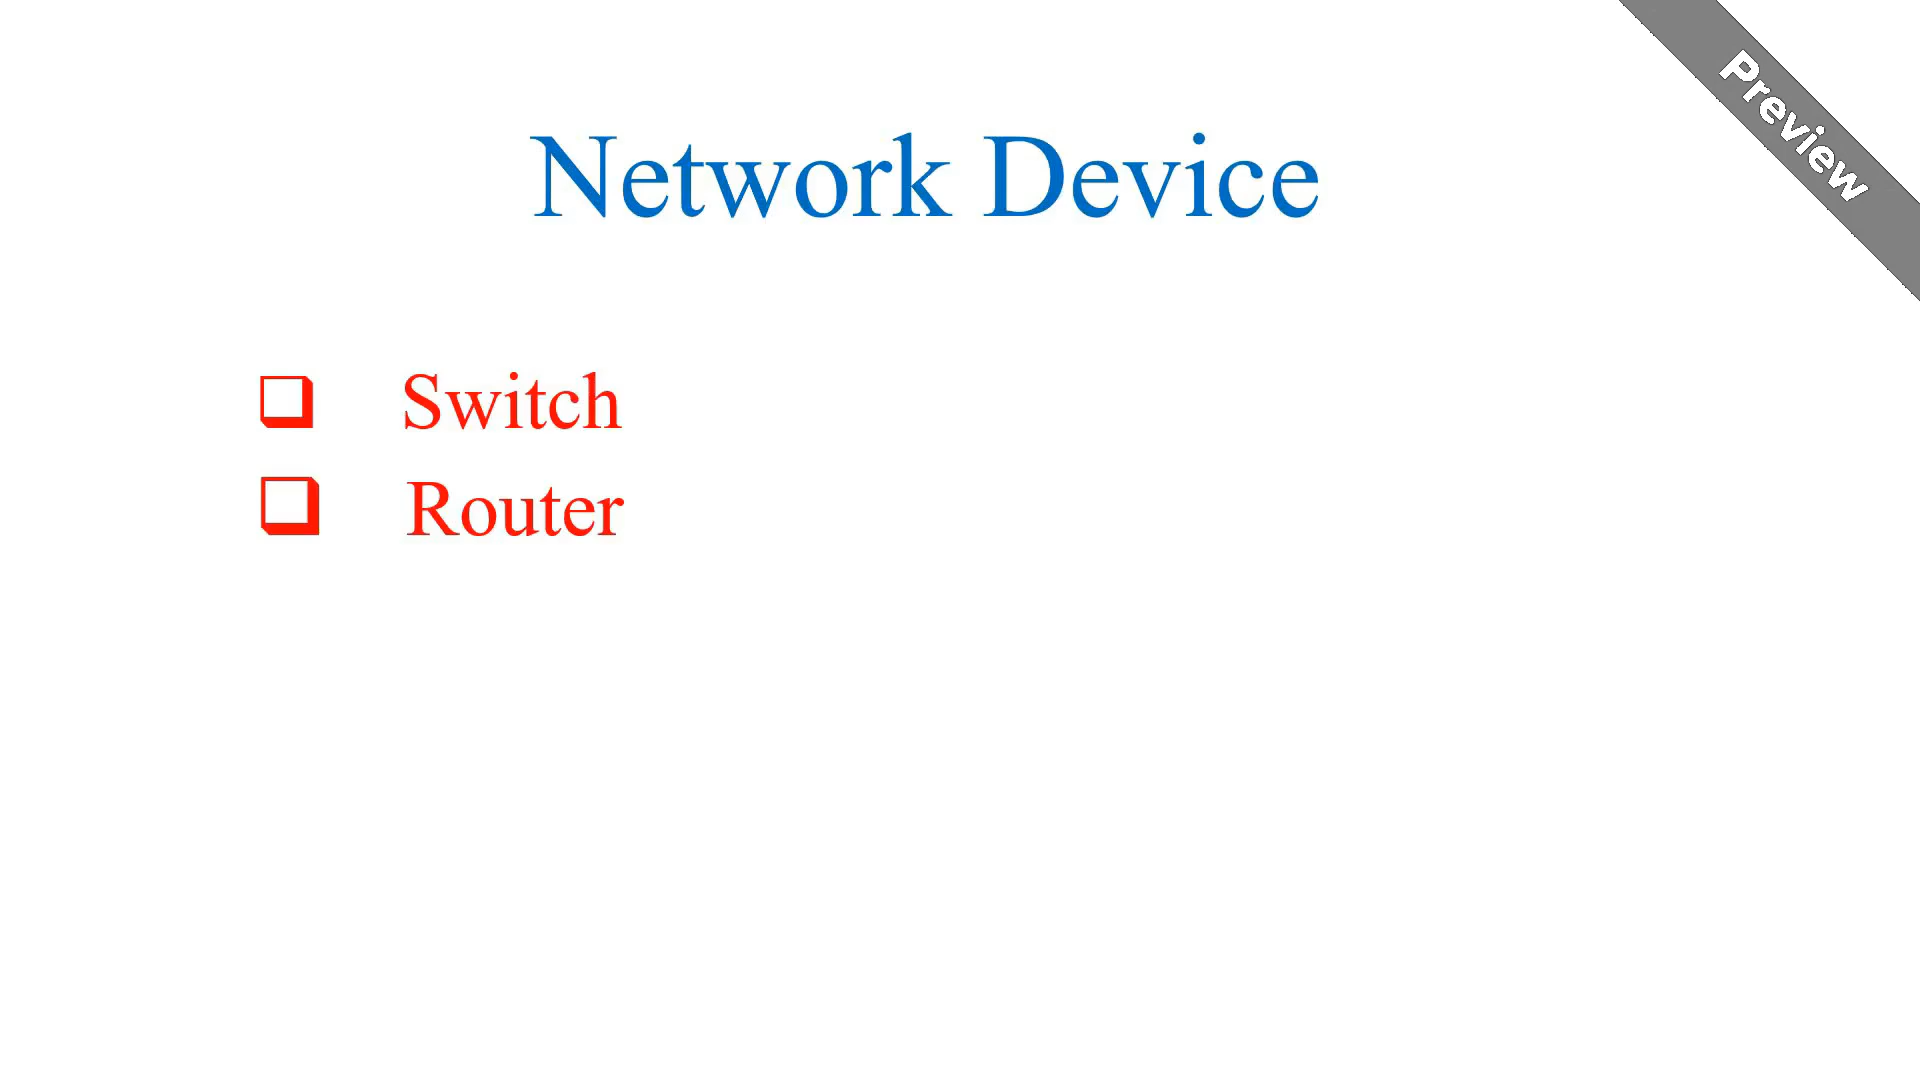 Preview
Network Device
❑ Switch
❑ Router